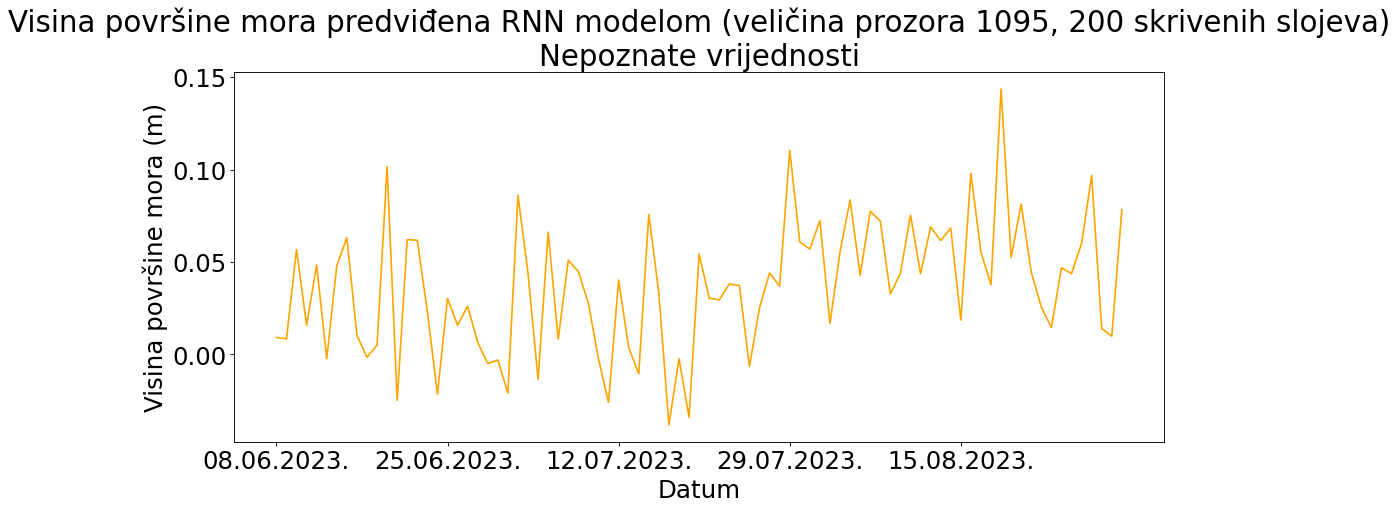 Visina površine mora predviđena RNN modelom (veličina prozora 1095, 200 skrivenih slojeva)
Nepoznate vrijednosti
Visina površine mora (m)
0.15
0.10
0.05
0.00
08.06.2023.
25.06.2023.
12.07.2023.
29.07.2023.
15.08.2023.
Datum